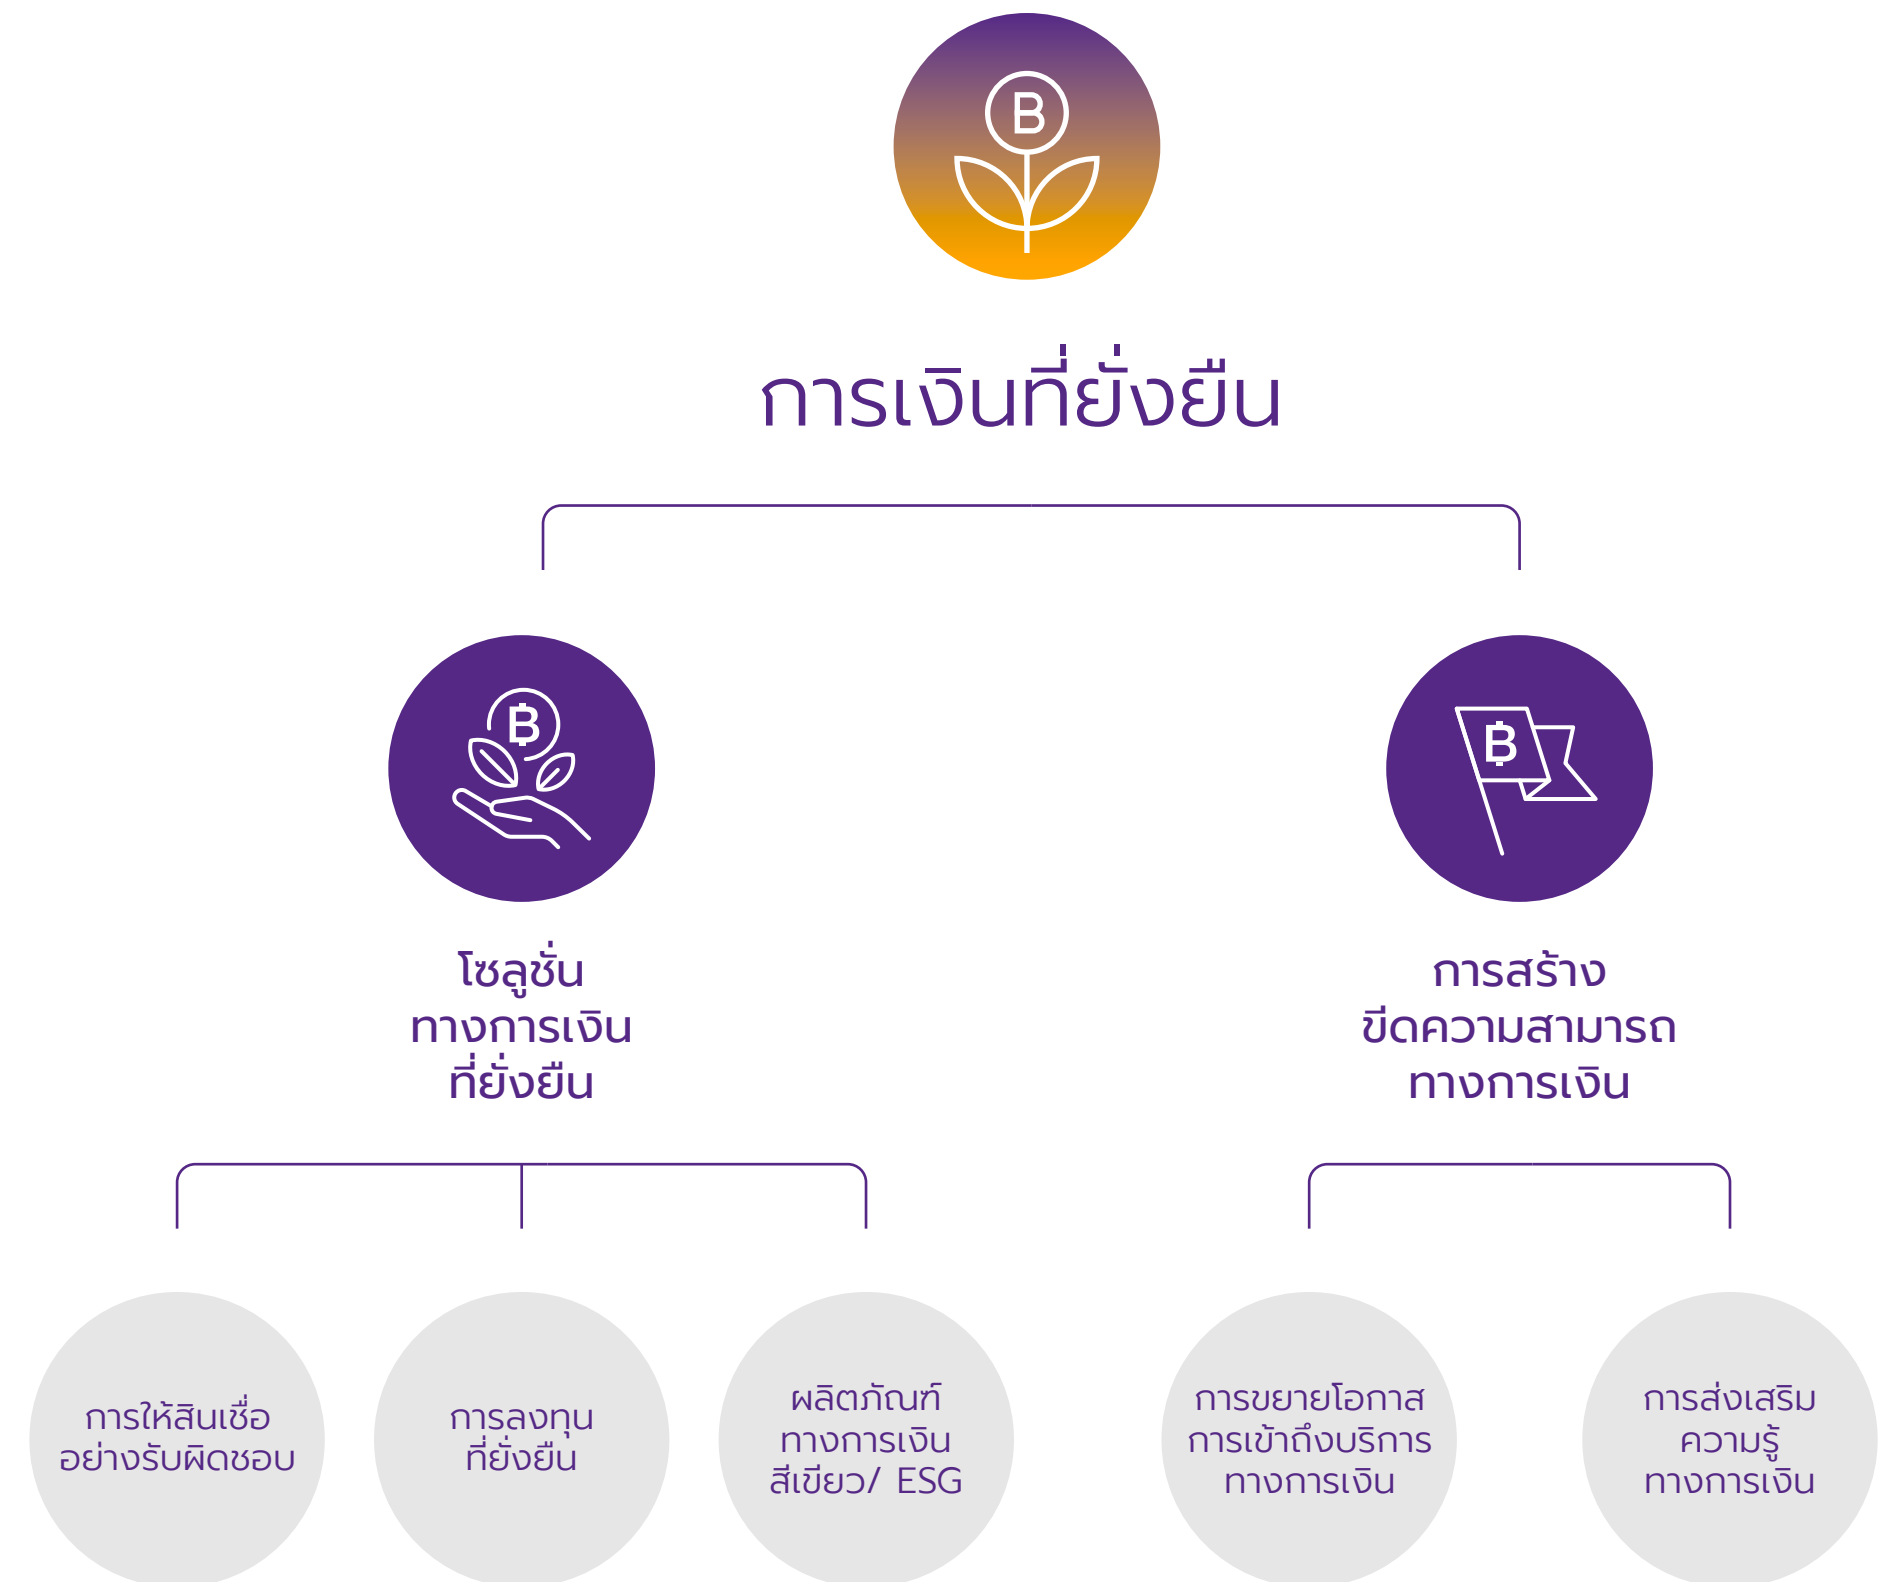 B
การเงินที่ยั่งยืน
฿
฿
โซลูชั่น
ทางการเงิน
ที่ยั่งยืน
การสร้าง
ขีดความสามารถ
ทางการเงิน
การให้สินเชื่อ
อย่างรับผิดชอบ
การลงทุน
ที่ยั่งยืน
ผลิตภัณฑ์
ทางการเงิน
สีเขียว/ ESG
การขยายโอกาส
การเข้าถึงบริการ
ทางการเงิน
การส่งเสริม
ความรู้
ทางการเงิน